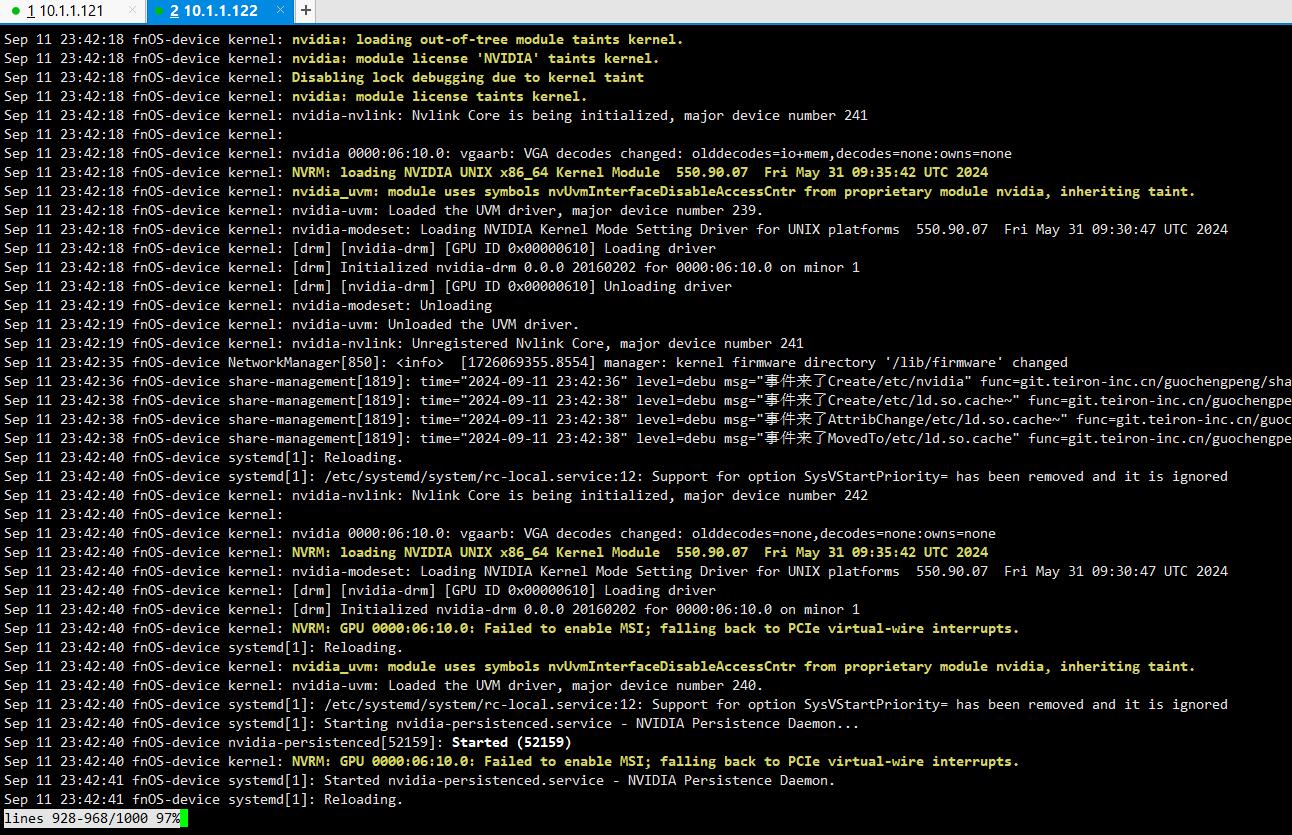 1 10.1.1.121 × 2 10.1.1.122 × +
Sep 11 23:42:18 fnOS-device kernel: nvidia: loading out-of-tree module taints kernel.
Sep 11 23:42:18 fnOS-device kernel: nvidia: module license 'NVIDIA' taints kernel.
Sep 11 23:42:18 fnOS-device kernel: Disabling lock debugging due to kernel taint
Sep 11 23:42:18 fnOS-device kernel: nvidia: module license taints kernel.
Sep 11 23:42:18 fnOS-device kernel: nvidia-nvlink: Nvlink Core is being initialized, major device number 241
Sep 11 23:42:18 fnOS-device kernel:
Sep 11 23:42:18 fnOS-device kernel: nvidia 0000:06:10.0: vgaarb: VGA decodes changed: olddecodes=io+mem,decodes=none:owns=none
Sep 11 23:42:18 fnOS-device kernel: NVRM: loading NVIDIA UNIX x86_64 Kernel Module  550.90.07  Fri May 31 09:35:42 UTC 2024
Sep 11 23:42:18 fnOS-device kernel: nvidia_uvm: module uses symbols nvUvmInterfaceDisableAccessCntr from proprietary module nvidia, inheriting taint.
Sep 11 23:42:18 fnOS-device kernel: nvidia-uvm: Loaded the UVM driver, major device number 239.
Sep 11 23:42:18 fnOS-device kernel: nvidia-modeset: Loading NVIDIA Kernel Mode Setting Driver for UNIX platforms  550.90.07  Fri May 31 09:30:47 UTC 2024
Sep 11 23:42:18 fnOS-device kernel: [drm] [nvidia-drm] [GPU ID 0x00000610] Loading driver
Sep 11 23:42:18 fnOS-device kernel: [drm] Initialized nvidia-drm 0.0.0 20160202 for 0000:06:10.0 on minor 1
Sep 11 23:42:18 fnOS-device kernel: [drm] [nvidia-drm] [GPU ID 0x00000610] Unloading driver
Sep 11 23:42:19 fnOS-device kernel: nvidia-modeset: Unloading
Sep 11 23:42:19 fnOS-device kernel: nvidia-uvm: Unloaded the UVM driver.
Sep 11 23:42:19 fnOS-device kernel: nvidia-nvlink: Unregistered Nvlink Core, major device number 241
Sep 11 23:42:35 fnOS-device NetworkManager[850]: <info>  [1726069355.8554] manager: kernel firmware directory '/lib/firmware' changed
Sep 11 23:42:36 fnOS-device share-management[1819]: time="2024-09-11 23:42:36" level=debu msg="事件来了Create/etc/nvidia" func=git.teiron-inc.cn/guochengpeng/sha
Sep 11 23:42:38 fnOS-device share-management[1819]: time="2024-09-11 23:42:38" level=debu msg="事件来了Create/etc/ld.so.cache~" func=git.teiron-inc.cn/guochengpe
Sep 11 23:42:38 fnOS-device share-management[1819]: time="2024-09-11 23:42:38" level=debu msg="事件来了AttribChange/etc/ld.so.cache~" func=git.teiron-inc.cn/guoc
Sep 11 23:42:38 fnOS-device share-management[1819]: time="2024-09-11 23:42:38" level=debu msg="事件来了MovedTo/etc/ld.so.cache" func=git.teiron-inc.cn/guochengpe
Sep 11 23:42:40 fnOS-device systemd[1]: Reloading.
Sep 11 23:42:40 fnOS-device systemd[1]: /etc/systemd/system/rc-local.service:12: Support for option SysVStartPriority= has been removed and it is ignored
Sep 11 23:42:40 fnOS-device kernel: nvidia-nvlink: Nvlink Core is being initialized, major device number 242
Sep 11 23:42:40 fnOS-device kernel:
Sep 11 23:42:40 fnOS-device kernel: nvidia 0000:06:10.0: vgaarb: VGA decodes changed: olddecodes=none,decodes=none:owns=none
Sep 11 23:42:40 fnOS-device kernel: NVRM: loading NVIDIA UNIX x86_64 Kernel Module  550.90.07  Fri May 31 09:35:42 UTC 2024
Sep 11 23:42:40 fnOS-device kernel: nvidia-modeset: Loading NVIDIA Kernel Mode Setting Driver for UNIX platforms  550.90.07  Fri May 31 09:30:47 UTC 2024
Sep 11 23:42:40 fnOS-device kernel: [drm] [nvidia-drm] [GPU ID 0x00000610] Loading driver
Sep 11 23:42:40 fnOS-device kernel: [drm] Initialized nvidia-drm 0.0.0 20160202 for 0000:06:10.0 on minor 1
Sep 11 23:42:40 fnOS-device kernel: NVRM: GPU 0000:06:10.0: Failed to enable MSI; falling back to PCIe virtual-wire interrupts.
Sep 11 23:42:40 fnOS-device systemd[1]: Reloading.
Sep 11 23:42:40 fnOS-device kernel: nvidia_uvm: module uses symbols nvUvmInterfaceDisableAccessCntr from proprietary module nvidia, inheriting taint.
Sep 11 23:42:40 fnOS-device kernel: nvidia-uvm: Loaded the UVM driver, major device number 240.
Sep 11 23:42:40 fnOS-device systemd[1]: /etc/systemd/system/rc-local.service:12: Support for option SysVStartPriority= has been removed and it is ignored
Sep 11 23:42:40 fnOS-device systemd[1]: Starting nvidia-persistenced.service - NVIDIA Persistence Daemon...
Sep 11 23:42:40 fnOS-device nvidia-persistenced[52159]: Started (52159)
Sep 11 23:42:40 fnOS-device kernel: NVRM: GPU 0000:06:10.0: Failed to enable MSI; falling back to PCIe virtual-wire interrupts.
Sep 11 23:42:41 fnOS-device systemd[1]: Started nvidia-persistenced.service - NVIDIA Persistence Daemon.
Sep 11 23:42:41 fnOS-device systemd[1]: Reloading.
lines 928-968/1000 97%